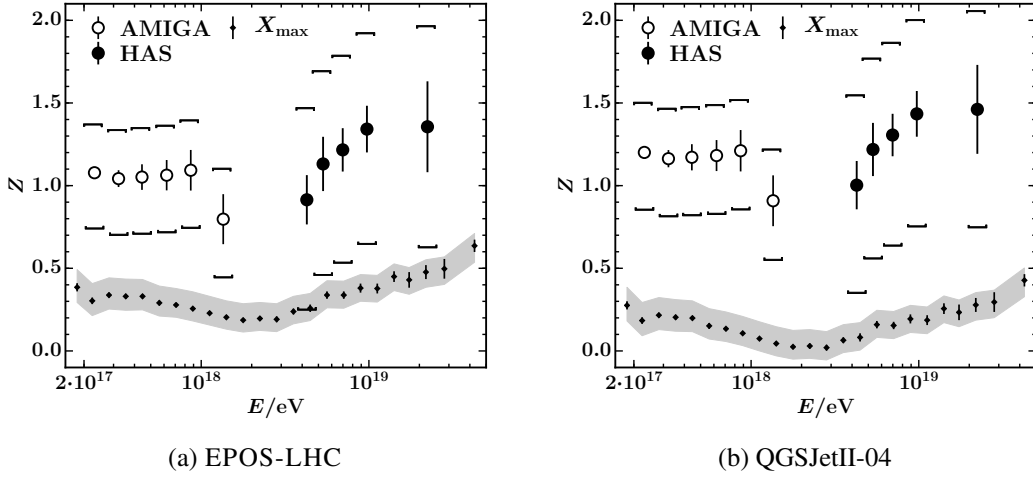 2.0
1.5
1.0
0.5
0.0
Z
AMIGA
X_max
HAS
2·10^17
10^18
10^19
E/eV
(a) EPOS-LHC
2.0
1.5
1.0
0.5
0.0
Z
AMIGA
X_max
HAS
2·10^17
10^18
10^19
E/eV
(b) QGSJetII-04